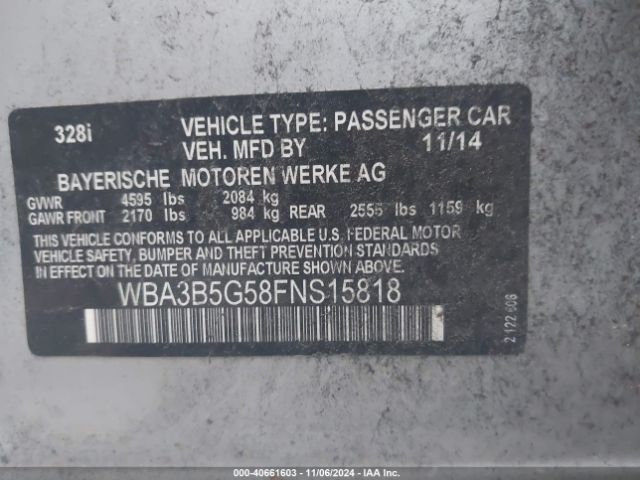 328i VEHICLE TYPE: PASSENGER CAR
VEH. MFD BY 11/14
BAYERISCHE MOTOREN WERKE AG
GVWR 4595 lbs 2084 kg
GAWR FRONT 2170 lbs 984 kg REAR 2555 lbs 1159 kg
THIS VEHICLE CONFORMS TO ALL APPLICABLE U.S. FEDERAL MOTOR
VEHICLE SAFETY, BUMPER AND THEFT PREVENTION STANDARDS
IN EFFECT ON THE DATE OF MANUFACTURE SHOWN ABOVE.
WBA3B5G58FNS15818
2 122 606
000-40661603 - 11/06/2024 - IAA Inc.